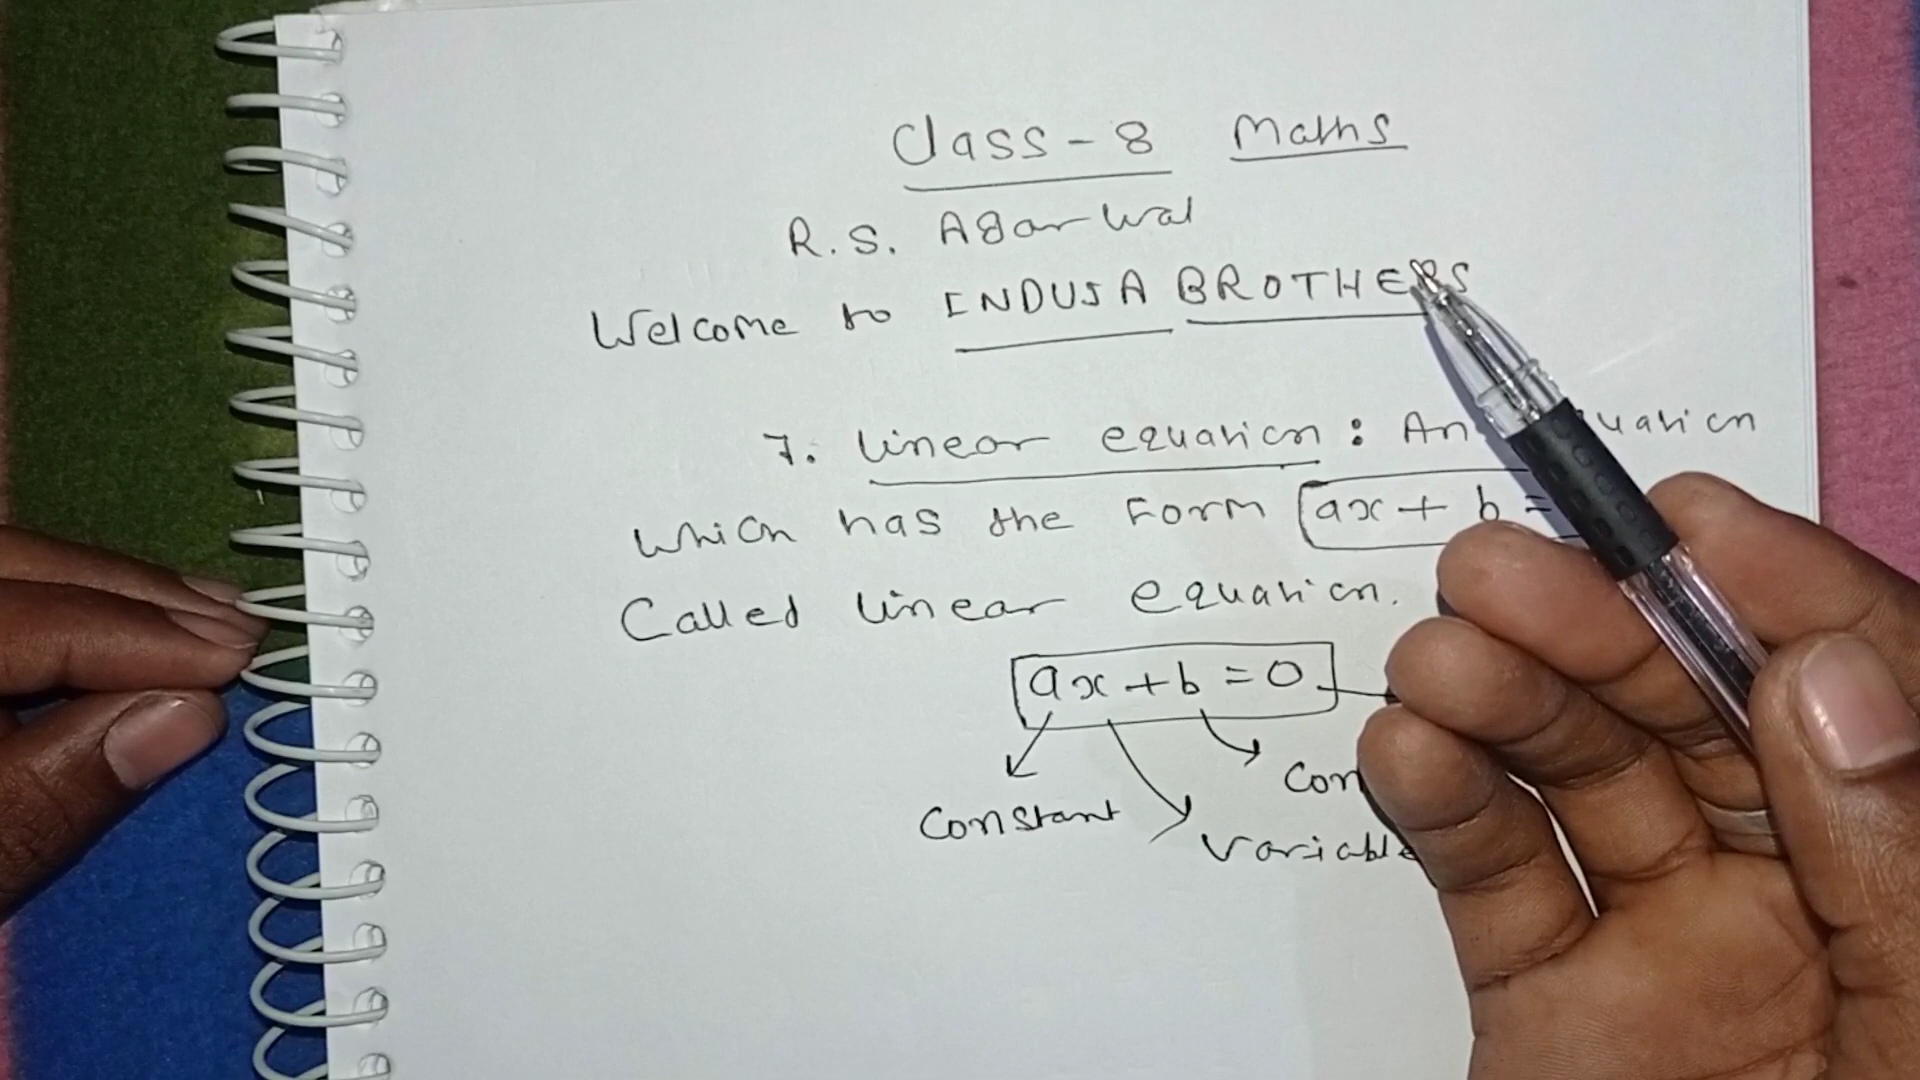 Class - 8 Maths
R.S. Agarwal
Welcome to INDUJA BROTHERS
7. linear equation : An
which has the form ax + b =
Called linear equation.
ax + b = 0
Constant
variable